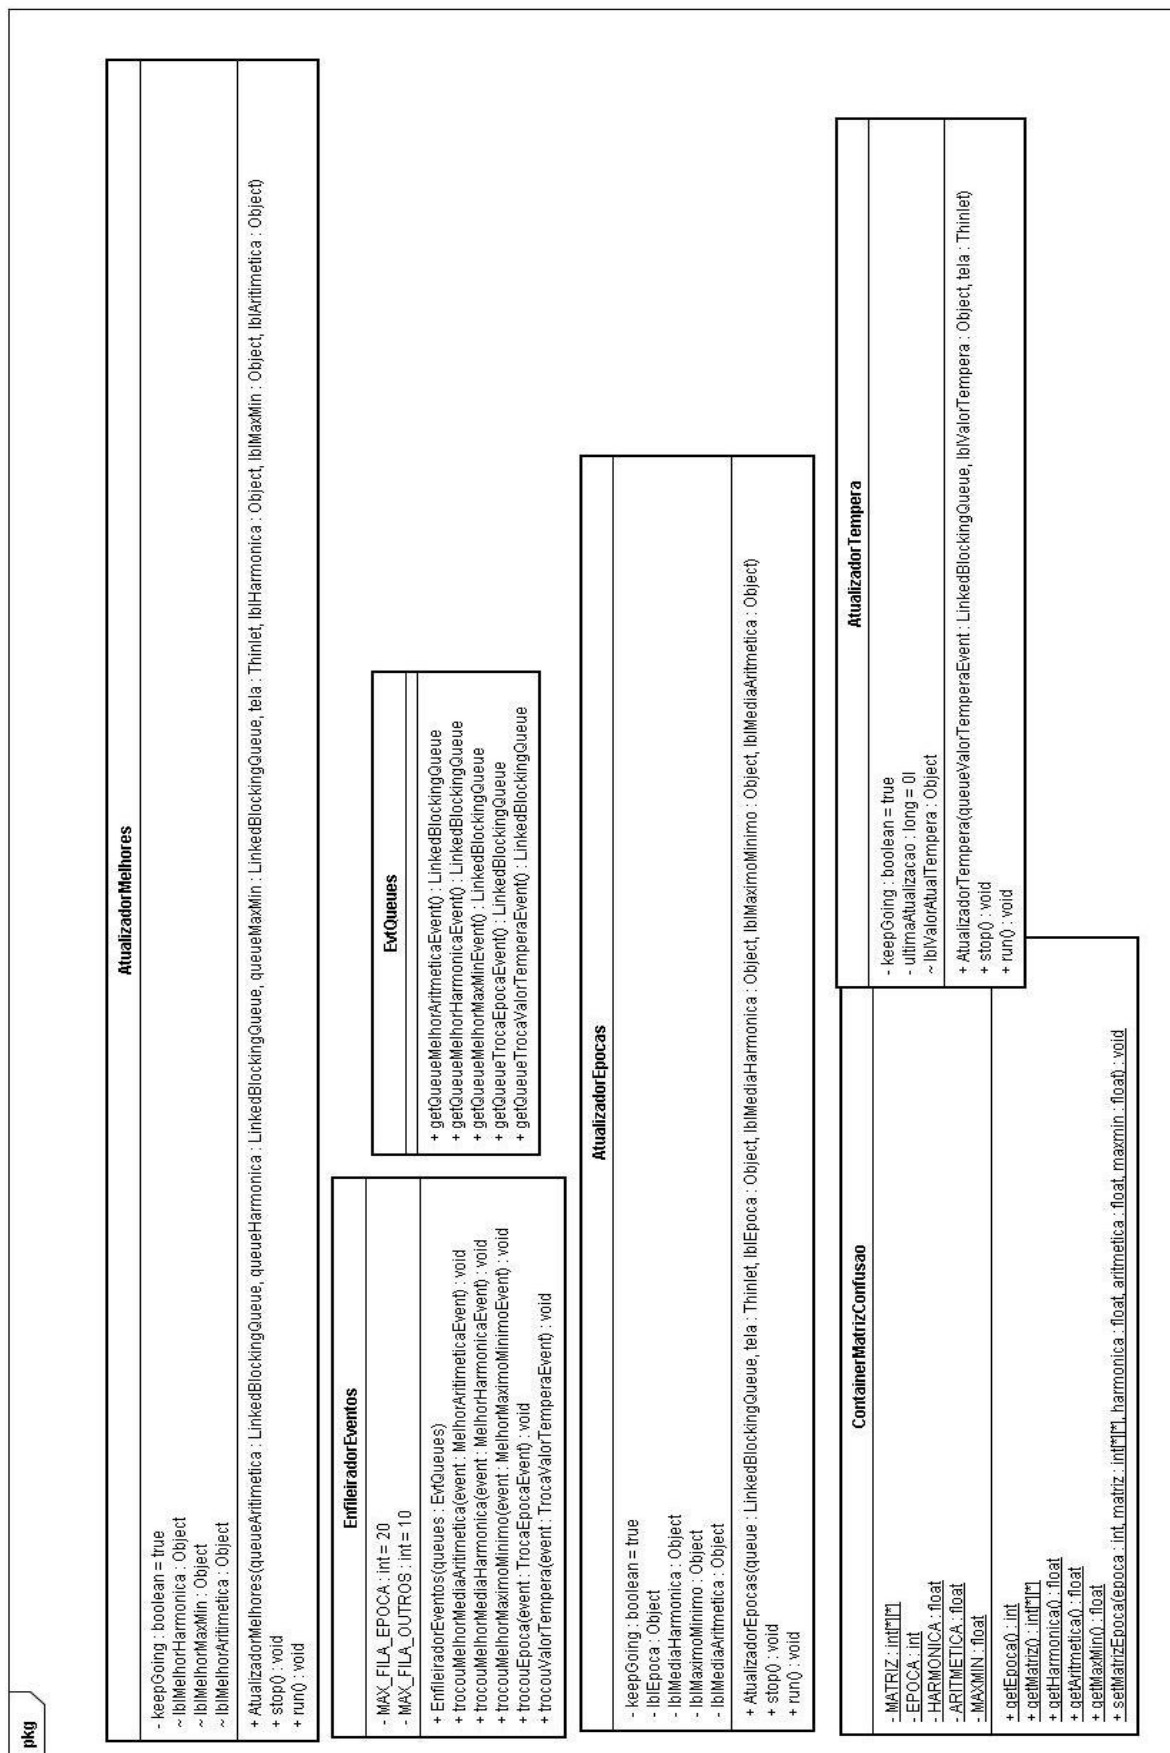 pkg
AtualizadorMelhores
- keepGoing : boolean = true
~ lblMelhorHarmonica : Object
~ lblMelhorMaxMin : Object
~ lblMelhorAritmetica : Object
+ AtualizadorMelhores(queueAritimetica : LinkedBlockingQueue, queueHarmonica : LinkedBlockingQueue, queueMaxMin : LinkedBlockingQueue, tela : Thinlet, lblHarmonica : Object, lblMaxMin : Object, lblAritimetica : Object)
+ stop() : void
+ run() : void
EnfileiradorEventos
- MAX_FILA_EPOCA : int = 20
- MAX_FILA_OUTROS : int = 10
+ EnfileiradorEventos(queues : EvtQueues)
+ trocouMelhorMediaAritimetica(event : MelhorAritimeticaEvent) : void
+ trocouMelhorMediaHarmonica(event : MelhorHarmonicaEvent) : void
+ trocouMelhorMaximoMinimo(event : MelhorMaximoMinimoEvent) : void
+ trocouEpoca(event : TrocaEpocaEvent) : void
+ trocouValorTempera(event : TrocaValorTemperaEvent) : void
EvtQueues
+ getQueueMelhorAritmeticaEvent() : LinkedBlockingQueue
+ getQueueMelhorHarmonicaEvent() : LinkedBlockingQueue
+ getQueueMelhorMaxMinEvent() : LinkedBlockingQueue
+ getQueueTrocaEpocaEvent() : LinkedBlockingQueue
+ getQueueTrocaValorTemperaEvent() : LinkedBlockingQueue
AtualizadorEpocas
- keepGoing : boolean = true
- lblEpoca : Object
- lblMediaHarmonica : Object
- lblMaximoMinimo : Object
- lblMediaAritmetica : Object
+ AtualizadorEpocas(queue : LinkedBlockingQueue, tela : Thinlet, lblEpoca : Object, lblMediaHarmonica : Object, lblMaximoMinimo : Object, lblMediaAritmetica : Object)
+ stop() : void
+ run() : void
ContainerMatrizConfusao
- MATRIZ : int[*][*]
- EPOCA : int
- HARMONICA : float
- ARITMETICA : float
- MAXMIN : float
+ getEpoca() : int
+ getMatriz() : int[*][*]
+ getHarmonica() : float
+ getAritmetica() : float
+ getMaxMin() : float
+ setMatrizEpoca(epoca : int, matriz : int[*][*], harmonica : float, aritmetica : float, maxmin : float) : void
AtualizadorTempera
- keepGoing : boolean = true
- ultimaAtualizacao : long = 0l
~ lblValorAtualTempera : Object
+ AtualizadorTempera(queueValorTemperaEvent : LinkedBlockingQueue, lblValorTempera : Object, tela : Thinlet)
+ stop() : void
+ run() : void